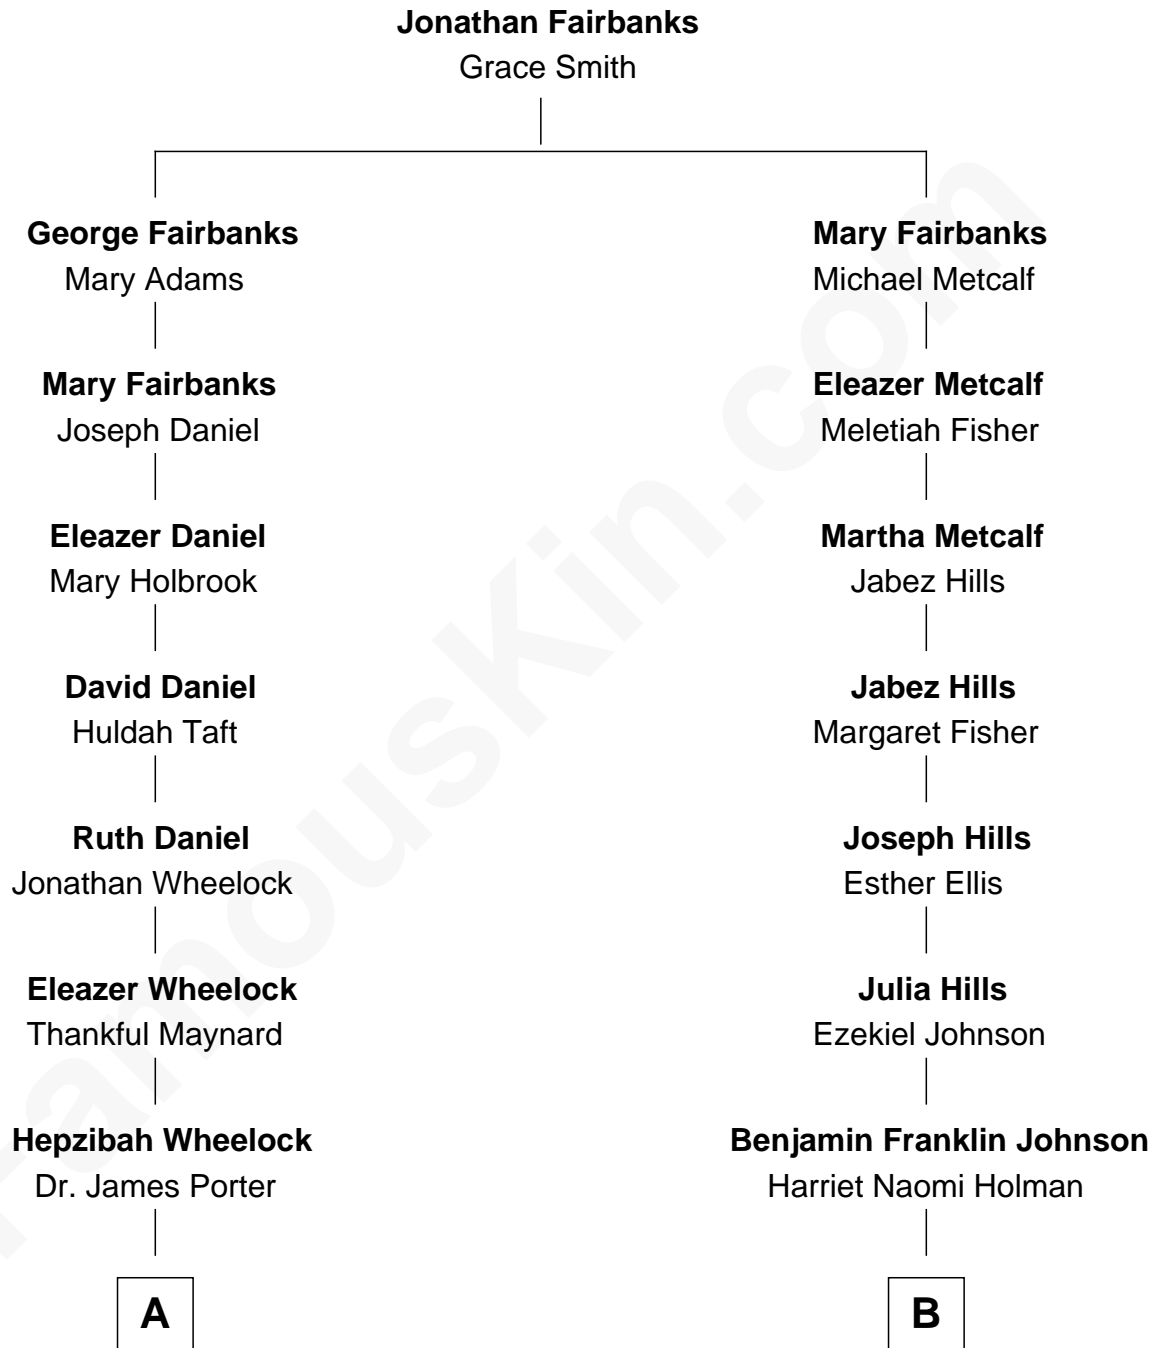 Jonathan Fairbanks
Grace Smith
George Fairbanks
Mary Adams
Mary Fairbanks
Michael Metcalf
Mary Fairbanks
Joseph Daniel
Eleazer Metcalf
Meletiah Fisher
Eleazer Daniel
Mary Holbrook
Martha Metcalf
Jabez Hills
David Daniel
Huldah Taft
Jabez Hills
Margaret Fisher
Ruth Daniel
Jonathan Wheelock
Joseph Hills
Esther Ellis
Eleazer Wheelock
Thankful Maynard
Julia Hills
Ezekiel Johnson
Hepzibah Wheelock
Dr. James Porter
Benjamin Franklin Johnson
Harriet Naomi Holman
A
B
FamousKin.com